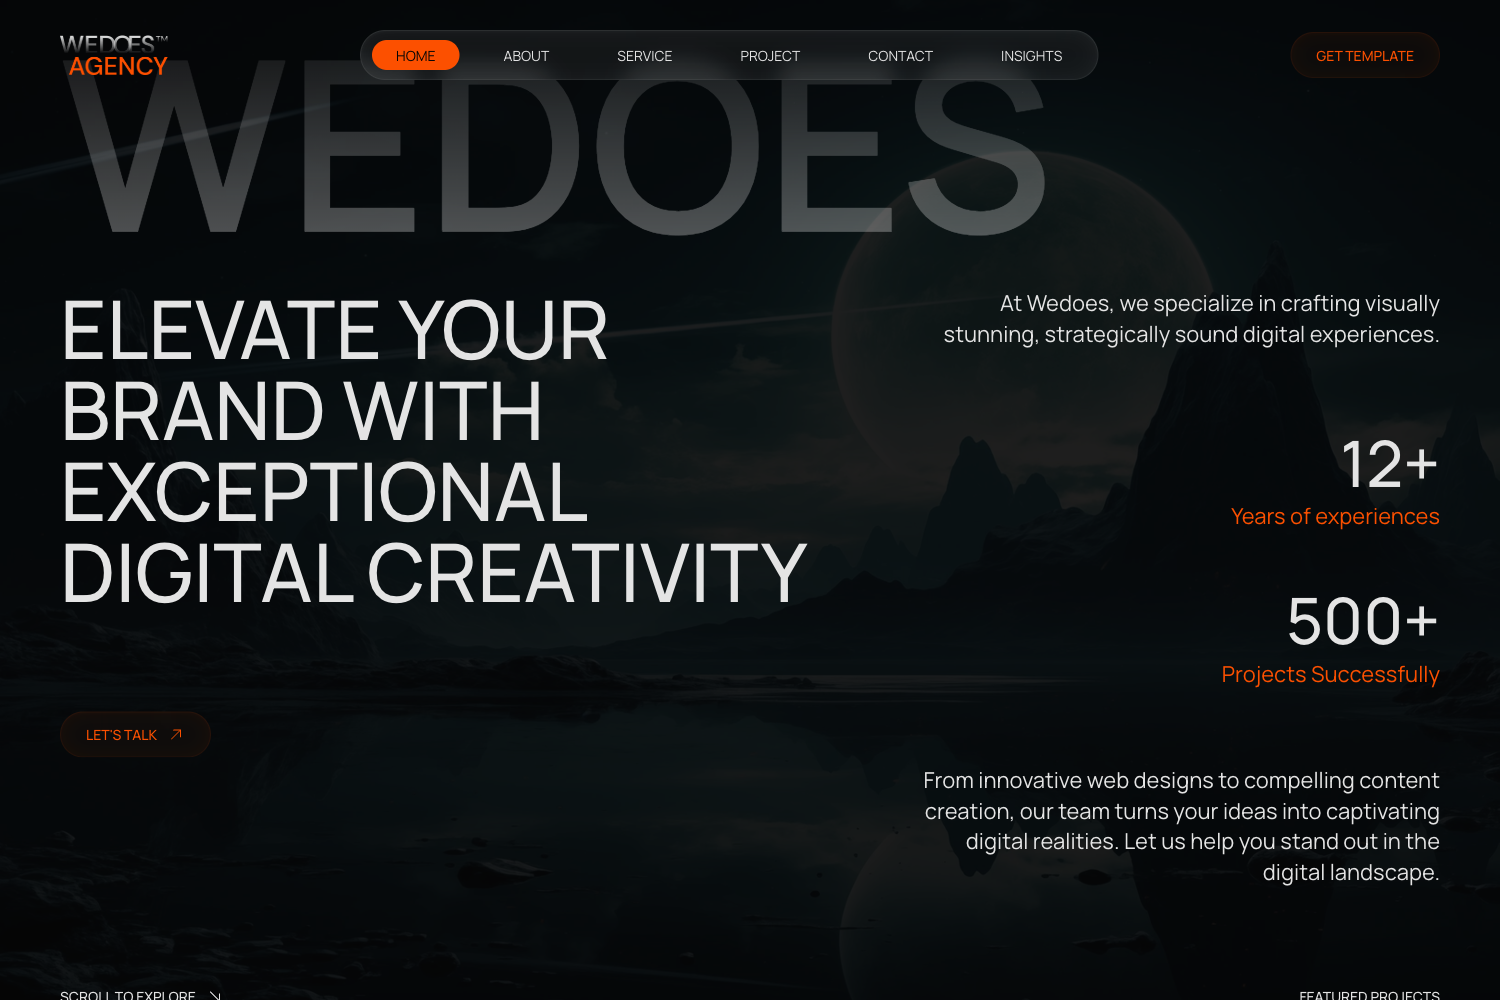 WEDOES™
AGENCY
HOME
ABOUT
SERVICE
PROJECT
CONTACT
INSIGHTS
GET TEMPLATE
WEDOES
ELEVATE YOUR
BRAND WITH
EXCEPTIONAL
DIGITAL CREATIVITY
LET'S TALK
At Wedoes, we specialize in crafting visually
stunning, strategically sound digital experiences.
12+
Years of experiences
500+
Projects Successfully
From innovative web designs to compelling content
creation, our team turns your ideas into captivating
digital realities. Let us help you stand out in the
digital landscape.
SCROLL TO EXPLORE
FEATURED PROJECTS